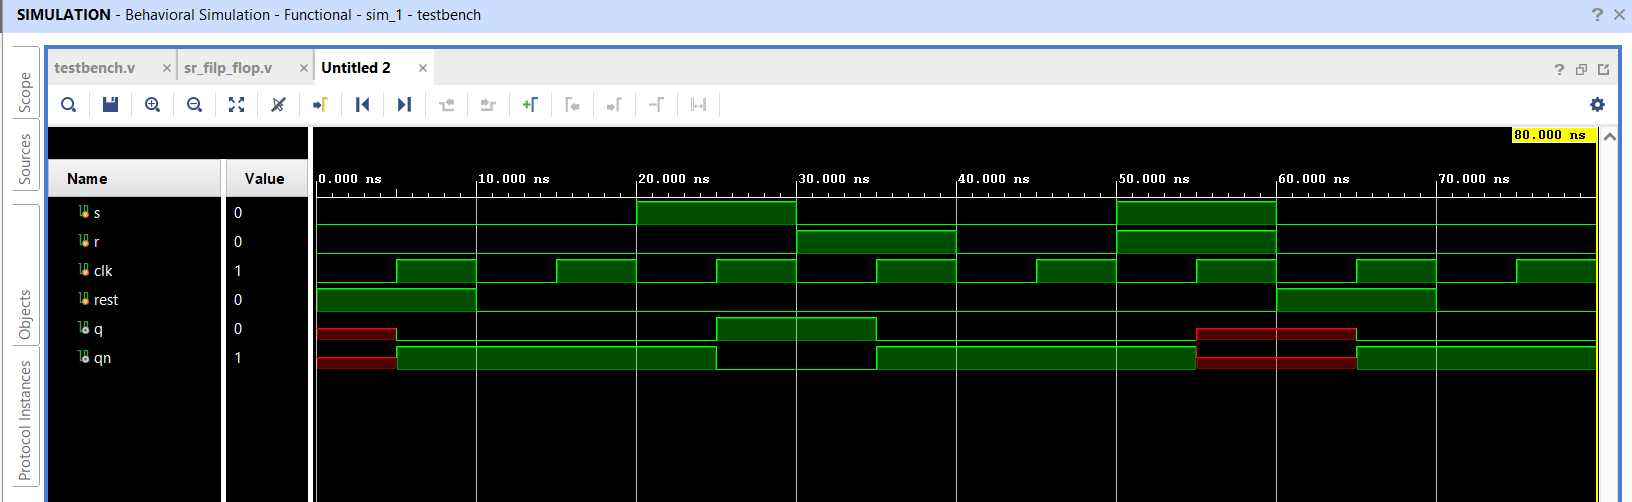 SIMULATION - Behavioral Simulation - Functional - sim_1 - testbench
? ×
Scope
Sources
Objects
Protocol Instances
testbench.v × sr_filp_flop.v × Untitled 2 ×
?
80.000 ns
Name Value
0.000 ns 10.000 ns 20.000 ns 30.000 ns 40.000 ns 50.000 ns 60.000 ns 70.000 ns
s 0
r 0
clk 1
rest 0
q 0
qn 1